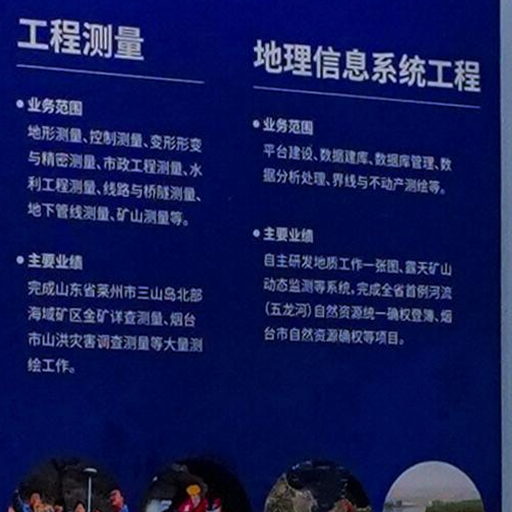 工程测量
● 业务范围
地形测量、控制测量、变形形变
与精密测量、市政工程测量、水
利工程测量、线路与桥隧测量、
地下管线测量、矿山测量等。
● 主要业绩
完成山东省莱州市三山岛北部
海域矿区金矿详查测量、烟台
市山洪灾害调查测量等大量测
绘工作。
地理信息系统工程
● 业务范围
平台建设、数据建库、数据库管理、数
据分析处理、界线与不动产测绘等。
● 主要业绩
自主研发地质工作一张图、露天矿山
动态监测等系统,完成全省首例河流
(五龙河)自然资源统一确权登簿、烟
台市自然资源确权等项目。